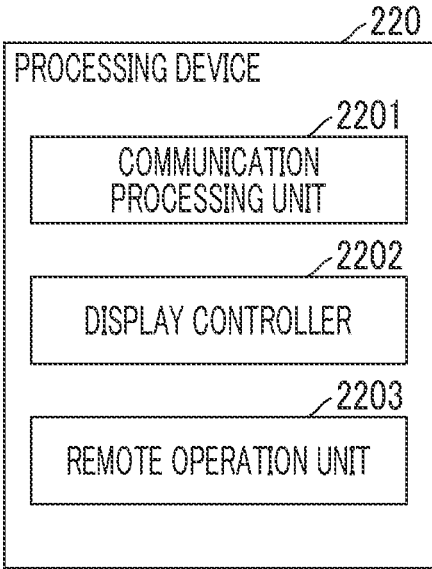 220
PROCESSING DEVICE
2201
COMMUNICATION
PROCESSING UNIT
2202
DISPLAY CONTROLLER
2203
REMOTE OPERATION UNIT